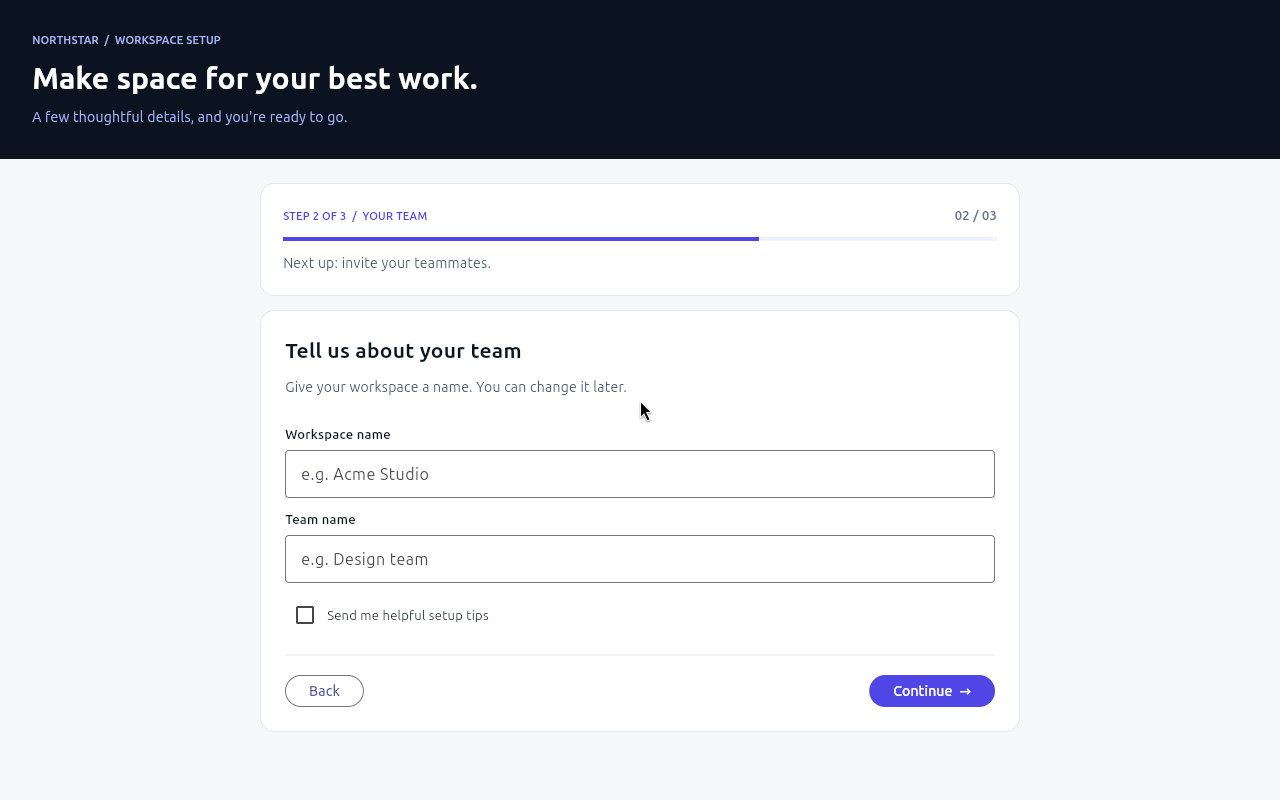 NORTHSTAR / WORKSPACE SETUP
Make space for your best work.
A few thoughtful details, and you're ready to go.
STEP 2 OF 3 / YOUR TEAM
02 / 03
Next up: invite your teammates.
Tell us about your team
Give your workspace a name. You can change it later.
Workspace name
e.g. Acme Studio
Team name
e.g. Design team
Send me helpful setup tips
Back
Continue →